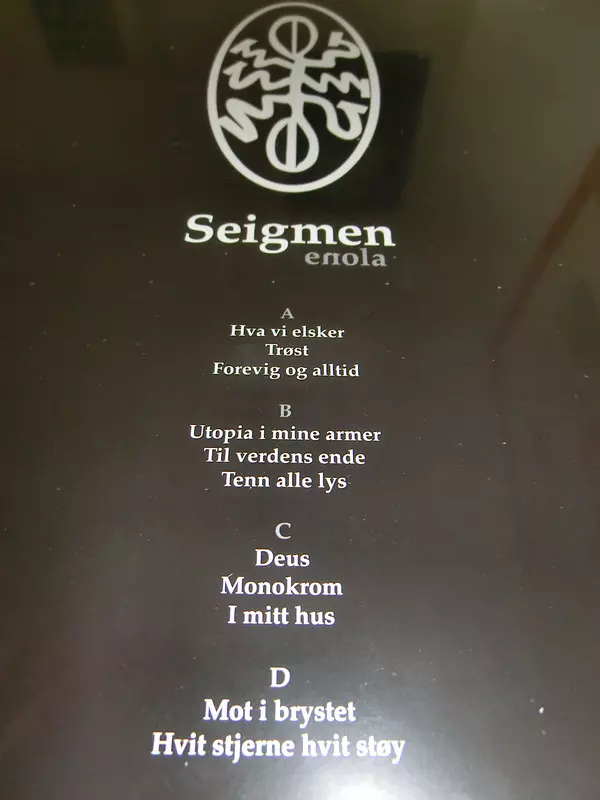 Seigmen
enola
A
Hva vi elsker
Trøst
Forevig og alltid
B
Utopia i mine armer
Til verdens ende
Tenn alle lys
C
Deus
Monokrom
I mitt hus
D
Mot i brystet
Hvit stjerne hvit støy